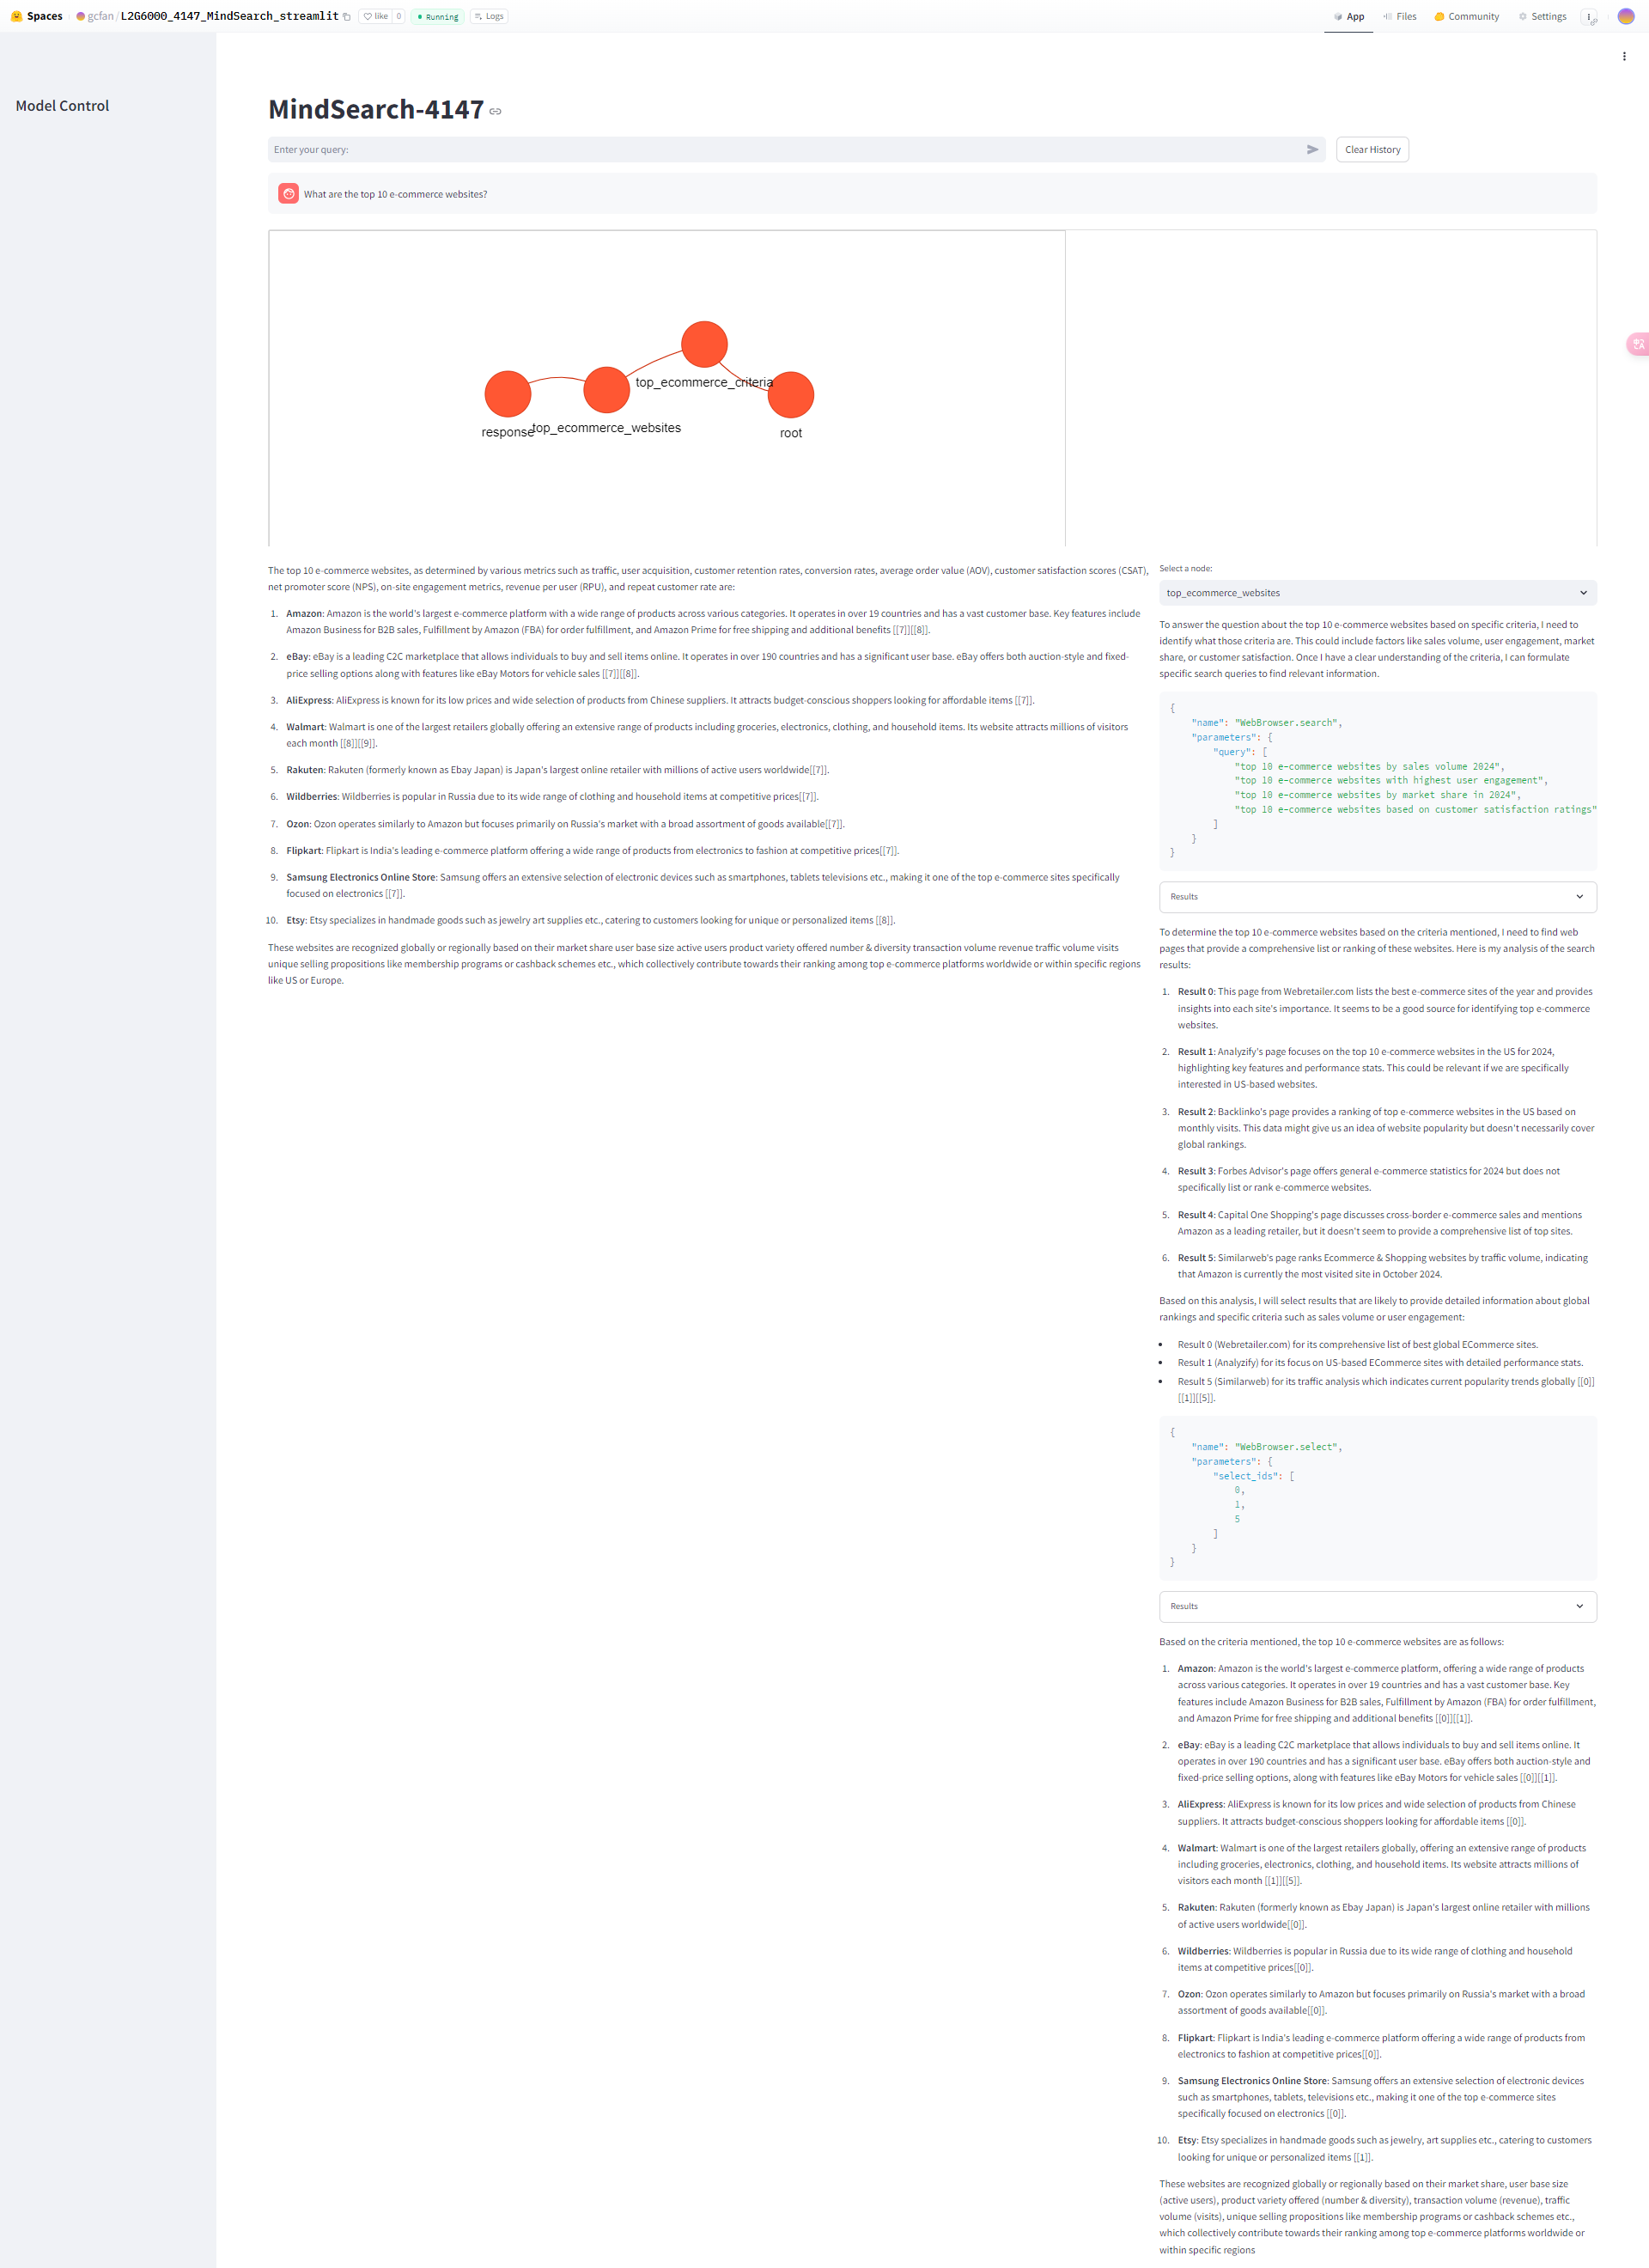 Spaces gcfan/L2G6000_4147_MindSearch_streamlit like 0 Running Logs
App Files Community Settings
Model Control
MindSearch-4147
Enter your query:
Clear History
What are the top 10 e-commerce websites?
top_ecommerce_criteria
response
top_ecommerce_websites
root
The top 10 e-commerce websites, as determined by various metrics such as traffic, user acquisition, customer retention rates, conversion rates, average order value (AOV), customer satisfaction scores (CSAT),
net promoter score (NPS), on-site engagement metrics, revenue per user (RPU), and repeat customer rate are:
1. Amazon: Amazon is the world's largest e-commerce platform with a wide range of products across various categories. It operates in over 19 countries and has a vast customer base. Key features include
Amazon Business for B2B sales, Fulfillment by Amazon (FBA) for order fulfillment, and Amazon Prime for free shipping and additional benefits [[7]][[8]].
2. eBay: eBay is a leading C2C marketplace that allows individuals to buy and sell items online. It operates in over 190 countries and has a significant user base. eBay offers both auction-style and fixed-
price selling options along with features like eBay Motors for vehicle sales [[7]][[8]].
3. AliExpress: AliExpress is known for its low prices and wide selection of products from Chinese suppliers. It attracts budget-conscious shoppers looking for affordable items [[7]].
4. Walmart: Walmart is one of the largest retailers globally offering an extensive range of products including groceries, electronics, clothing, and household items. Its website attracts millions of visitors
each month [[8]][[9]].
5. Rakuten: Rakuten (formerly known as Ebay Japan) is Japan's largest online retailer with millions of active users worldwide[[7]].
6. Wildberries: Wildberries is popular in Russia due to its wide range of clothing and household items at competitive prices[[7]].
7. Ozon: Ozon operates similarly to Amazon but focuses primarily on Russia's market with a broad assortment of goods available[[7]].
8. Flipkart: Flipkart is India's leading e-commerce platform offering a wide range of products from electronics to fashion at competitive prices[[7]].
9. Samsung Electronics Online Store: Samsung offers an extensive selection of electronic devices such as smartphones, tablets televisions etc., making it one of the top e-commerce sites specifically
focused on electronics [[7]].
10. Etsy: Etsy specializes in handmade goods such as jewelry art supplies etc., catering to customers looking for unique or personalized items [[8]].
These websites are recognized globally or regionally based on their market share user base size active users product variety offered number & diversity transaction volume revenue traffic volume visits
unique selling propositions like membership programs or cashback schemes etc., which collectively contribute towards their ranking among top e-commerce platforms worldwide or within specific regions
like US or Europe.
Select a node:
top_ecommerce_websites
To answer the question about the top 10 e-commerce websites based on specific criteria, I need to
identify what those criteria are. This could include factors like sales volume, user engagement, market
share, or customer satisfaction. Once I have a clear understanding of the criteria, I can formulate
specific search queries to find relevant information.
{
"name": "WebBrowser.search",
"parameters": {
"query": [
"top 10 e-commerce websites by sales volume 2024",
"top 10 e-commerce websites with highest user engagement",
"top 10 e-commerce websites by market share in 2024",
"top 10 e-commerce websites based on customer satisfaction ratings"
]
}
}
Results
To determine the top 10 e-commerce websites based on the criteria mentioned, I need to find web
pages that provide a comprehensive list or ranking of these websites. Here is my analysis of the search
results:
1. Result 0: This page from Webretailer.com lists the best e-commerce sites of the year and provides
insights into each site's importance. It seems to be a good source for identifying top e-commerce
websites.
2. Result 1: Analyzify's page focuses on the top 10 e-commerce websites in the US for 2024,
highlighting key features and performance stats. This could be relevant if we are specifically
interested in US-based websites.
3. Result 2: Backlinko's page provides a ranking of top e-commerce websites in the US based on
monthly visits. This data might give us an idea of website popularity but doesn't necessarily cover
global rankings.
4. Result 3: Forbes Advisor's page offers general e-commerce statistics for 2024 but does not
specifically list or rank e-commerce websites.
5. Result 4: Capital One Shopping's page discusses cross-border e-commerce sales and mentions
Amazon as a leading retailer, but it doesn't seem to provide a comprehensive list of top sites.
6. Result 5: Similarweb's page ranks Ecommerce & Shopping websites by traffic volume, indicating
that Amazon is currently the most visited site in October 2024.
Based on this analysis, I will select results that are likely to provide detailed information about global
rankings and specific criteria such as sales volume or user engagement:
• Result 0 (Webretailer.com) for its comprehensive list of best global ECommerce sites.
• Result 1 (Analyzify) for its focus on US-based ECommerce sites with detailed performance stats.
• Result 5 (Similarweb) for its traffic analysis which indicates current popularity trends globally [[0]]
[[1]][[5]].
{
"name": "WebBrowser.select",
"parameters": {
"select_ids": [
0,
1,
5
]
}
}
Results
Based on the criteria mentioned, the top 10 e-commerce websites are as follows:
1. Amazon: Amazon is the world's largest e-commerce platform, offering a wide range of products
across various categories. It operates in over 19 countries and has a vast customer base. Key
features include Amazon Business for B2B sales, Fulfillment by Amazon (FBA) for order fulfillment,
and Amazon Prime for free shipping and additional benefits [[0]][[1]].
2. eBay: eBay is a leading C2C marketplace that allows individuals to buy and sell items online. It
operates in over 190 countries and has a significant user base. eBay offers both auction-style and
fixed-price selling options, along with features like eBay Motors for vehicle sales [[0]][[1]].
3. AliExpress: AliExpress is known for its low prices and wide selection of products from Chinese
suppliers. It attracts budget-conscious shoppers looking for affordable items [[0]].
4. Walmart: Walmart is one of the largest retailers globally, offering an extensive range of products
including groceries, electronics, clothing, and household items. Its website attracts millions of
visitors each month [[1]][[5]].
5. Rakuten: Rakuten (formerly known as Ebay Japan) is Japan's largest online retailer with millions
of active users worldwide[[0]].
6. Wildberries: Wildberries is popular in Russia due to its wide range of clothing and household
items at competitive prices[[0]].
7. Ozon: Ozon operates similarly to Amazon but focuses primarily on Russia's market with a broad
assortment of goods available[[0]].
8. Flipkart: Flipkart is India's leading e-commerce platform offering a wide range of products from
electronics to fashion at competitive prices[[0]].
9. Samsung Electronics Online Store: Samsung offers an extensive selection of electronic devices
such as smartphones, tablets, televisions etc., making it one of the top e-commerce sites
specifically focused on electronics [[0]].
10. Etsy: Etsy specializes in handmade goods such as jewelry, art supplies etc., catering to customers
looking for unique or personalized items [[1]].
These websites are recognized globally or regionally based on their market share, user base size
(active users), product variety offered (number & diversity), transaction volume (revenue), traffic
volume (visits), unique selling propositions like membership programs or cashback schemes etc.,
which collectively contribute towards their ranking among top e-commerce platforms worldwide or
within specific regions